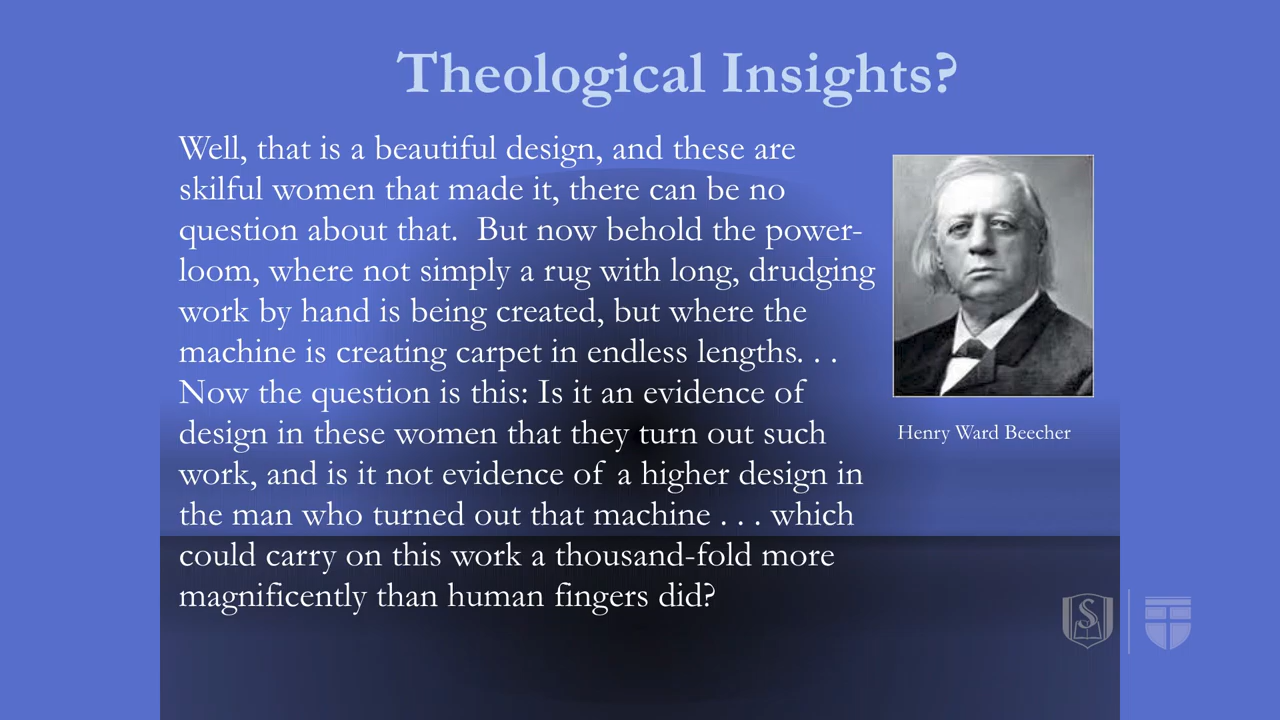 Theological Insights?
Well, that is a beautiful design, and these are
skilful women that made it, there can be no
question about that.  But now behold the power-
loom, where not simply a rug with long, drudging
work by hand is being created, but where the
machine is creating carpet in endless lengths. . .
Now the question is this: Is it an evidence of
design in these women that they turn out such
work, and is it not evidence of a higher design in
the man who turned out that machine . . . which
could carry on this work a thousand-fold more
magnificently than human fingers did?
Henry Ward Beecher
S